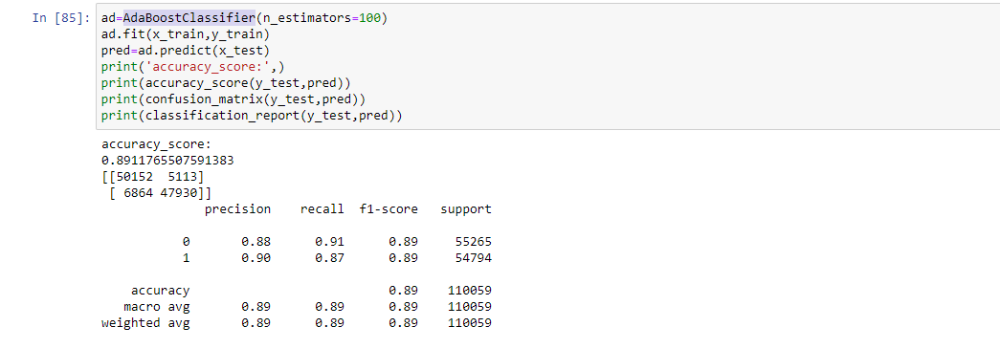 In [85]: ad=AdaBoostClassifier(n_estimators=100)
ad.fit(x_train,y_train)
pred=ad.predict(x_test)
print('accuracy_score:',)
print(accuracy_score(y_test,pred))
print(confusion_matrix(y_test,pred))
print(classification_report(y_test,pred))
accuracy_score:
0.8911765507591383
[[50152  5113]
 [ 6864 47930]]
              precision    recall  f1-score   support
           0       0.88      0.91      0.89     55265
           1       0.90      0.87      0.89     54794
    accuracy                           0.89    110059
   macro avg       0.89      0.89      0.89    110059
weighted avg       0.89      0.89      0.89    110059